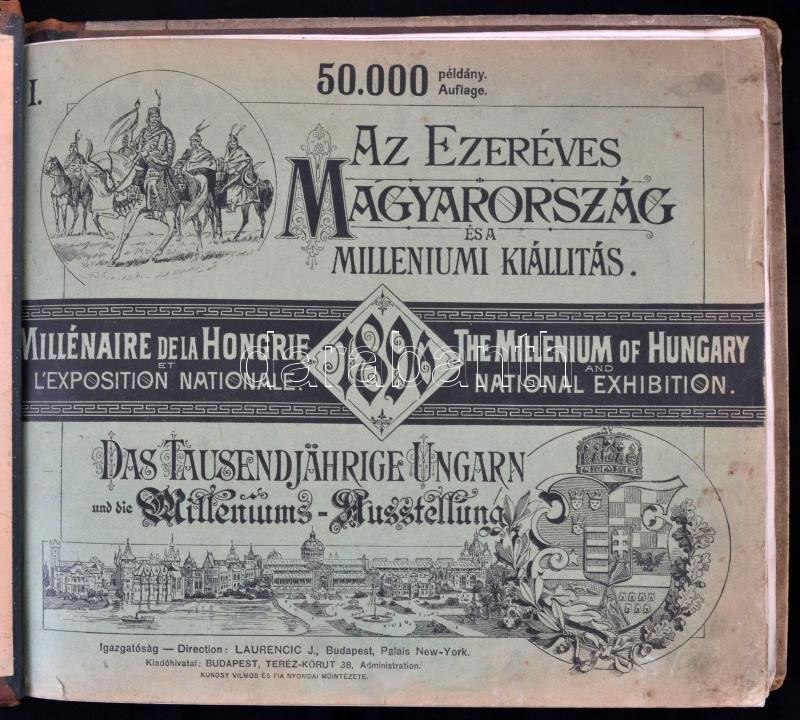 I.
50.000 példány.
Auflage.
AZ EZERÉVES
MAGYARORSZÁG
ÉS A
MILLENIUMI KIÁLLITÁS.
MILLÉNAIRE DE LA HONGRIE
ET
L'EXPOSITION NATIONALE.
1896
THE MILLENIUM OF HUNGARY
AND
NATIONAL EXHIBITION.
darabanth
DAS TAUSENDJÄHRIGE UNGARN
und die Milleniums-Ausstellung
Igazgatóság — Direction: LAURENCIC J., Budapest, Palais New-York.
Kiadóhivatal: BUDAPEST, TERÉZ-KÖRUT 38, Administration.
KUNOSY VILMOS ÉS FIA NYOMDAI MŰINTÉZETE.